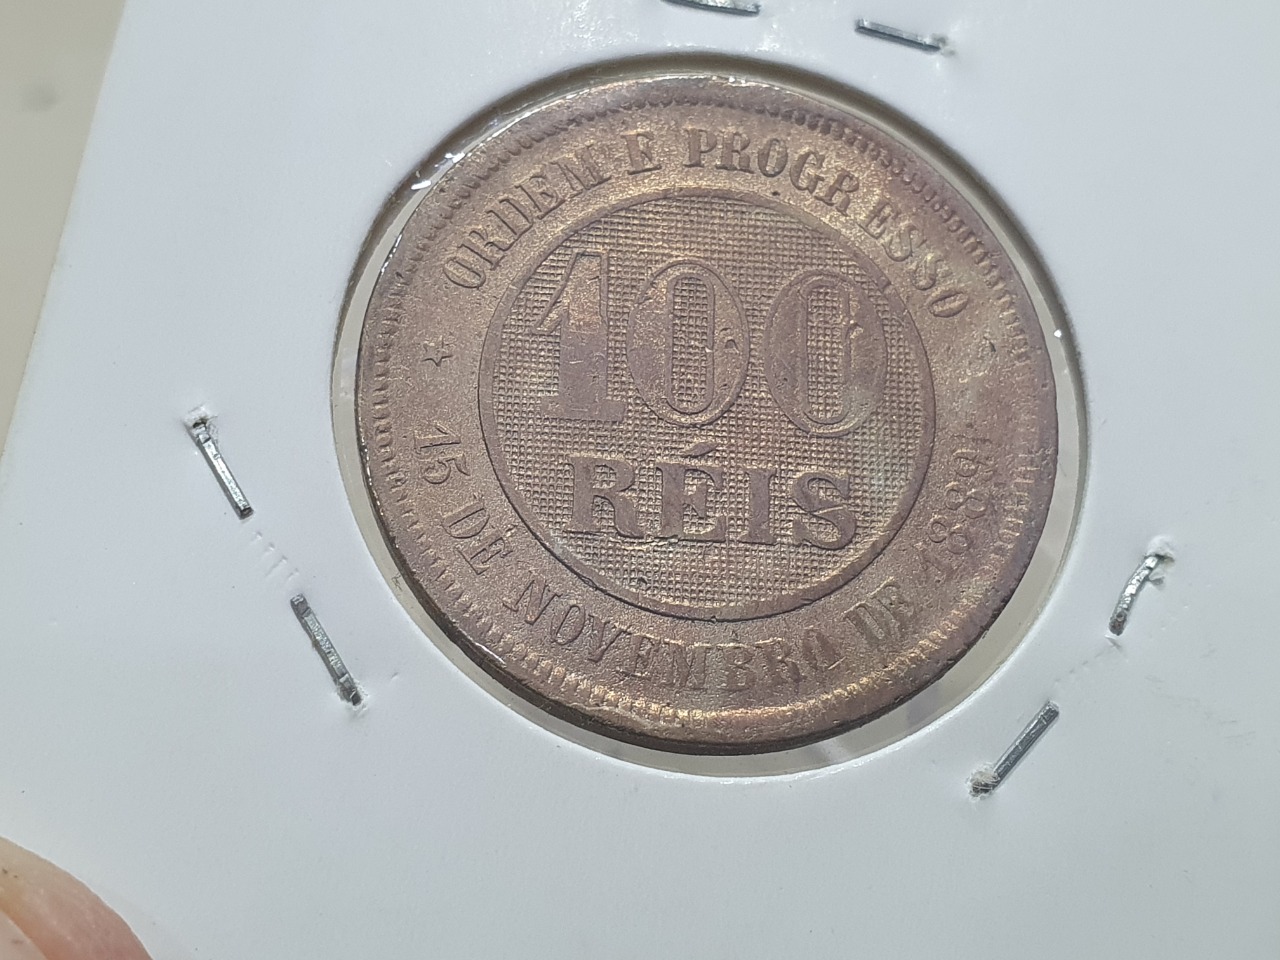 ORDEM E PROGRESSO
100
RÉIS
15 DE NOVEMBRO DE 1889